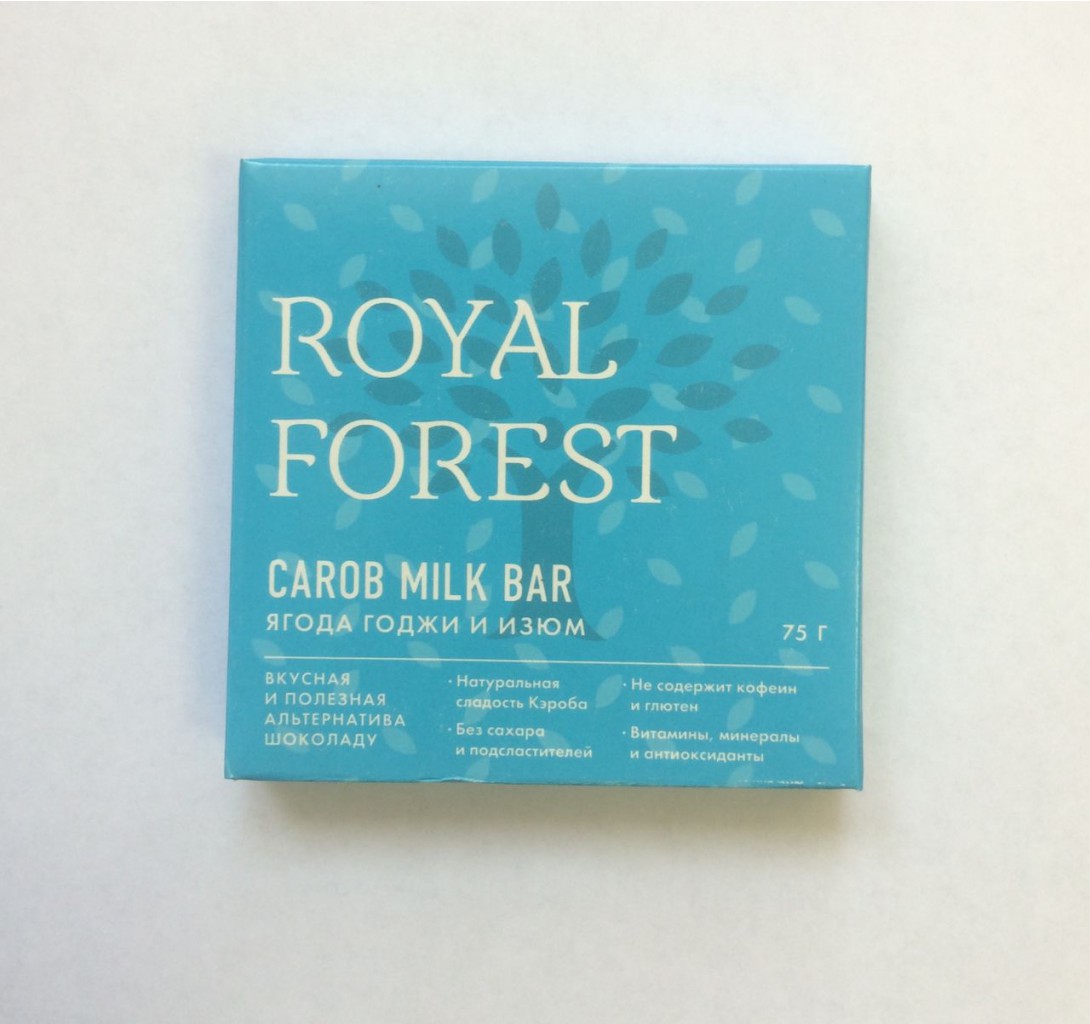 ROYAL
FOREST
CAROB MILK BAR
ЯГОДА ГОДЖИ И ИЗЮМ
75 Г
ВКУСНАЯ
И ПОЛЕЗНАЯ
АЛЬТЕРНАТИВА
ШОКОЛАДУ
· Натуральная
сладость Кэроба
· Без сахара
и подсластителей
· Не содержит кофеин
и глютен
· Витамины, минералы
и антиоксиданты